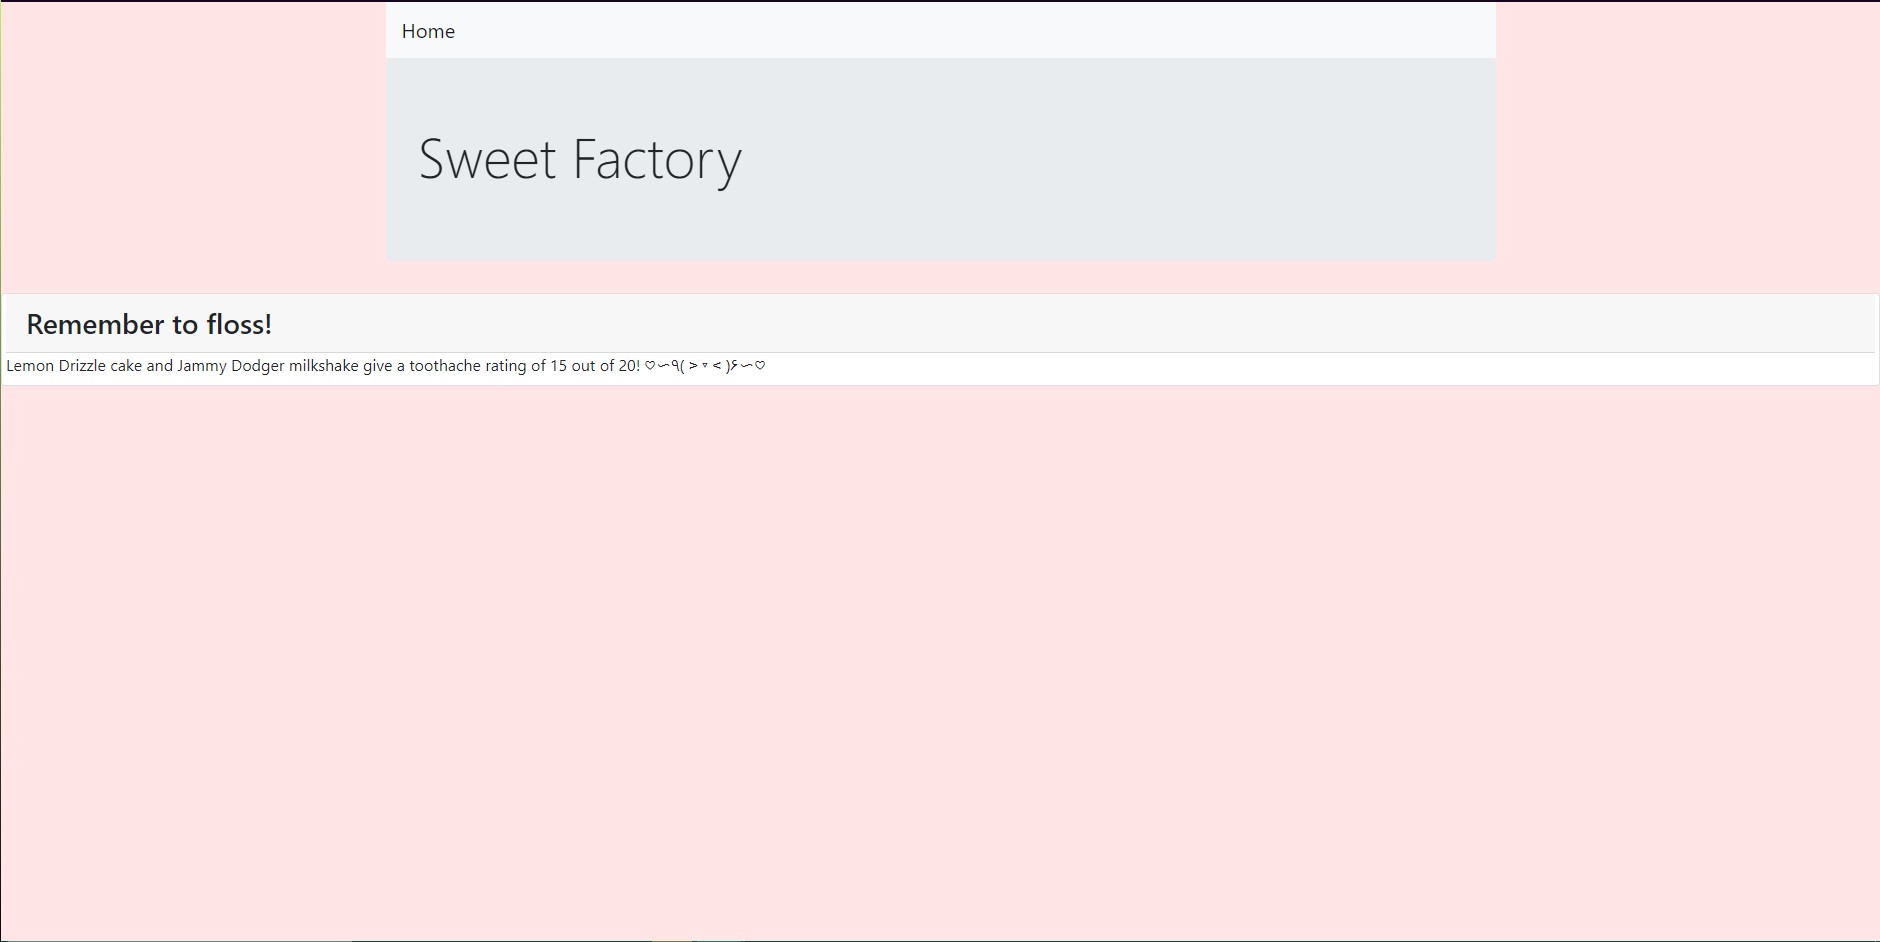 Home
Sweet Factory
Remember to floss!
Lemon Drizzle cake and Jammy Dodger milkshake give a toothache rating of 15 out of 20! ♡∽٩( > ▿ < )۶∽♡